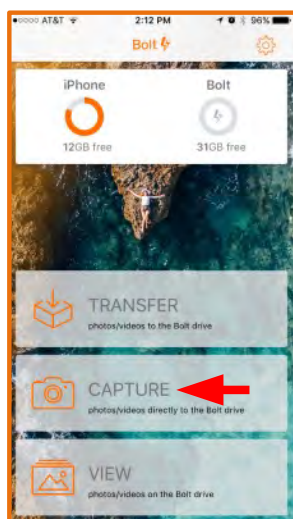 AT&T 2:12 PM 96%
Bolt
iPhone Bolt
12GB free 31GB free
TRANSFER
photos/videos to the Bolt drive
CAPTURE
photos/videos directly to the Bolt drive
VIEW
photos/videos on the Bolt drive